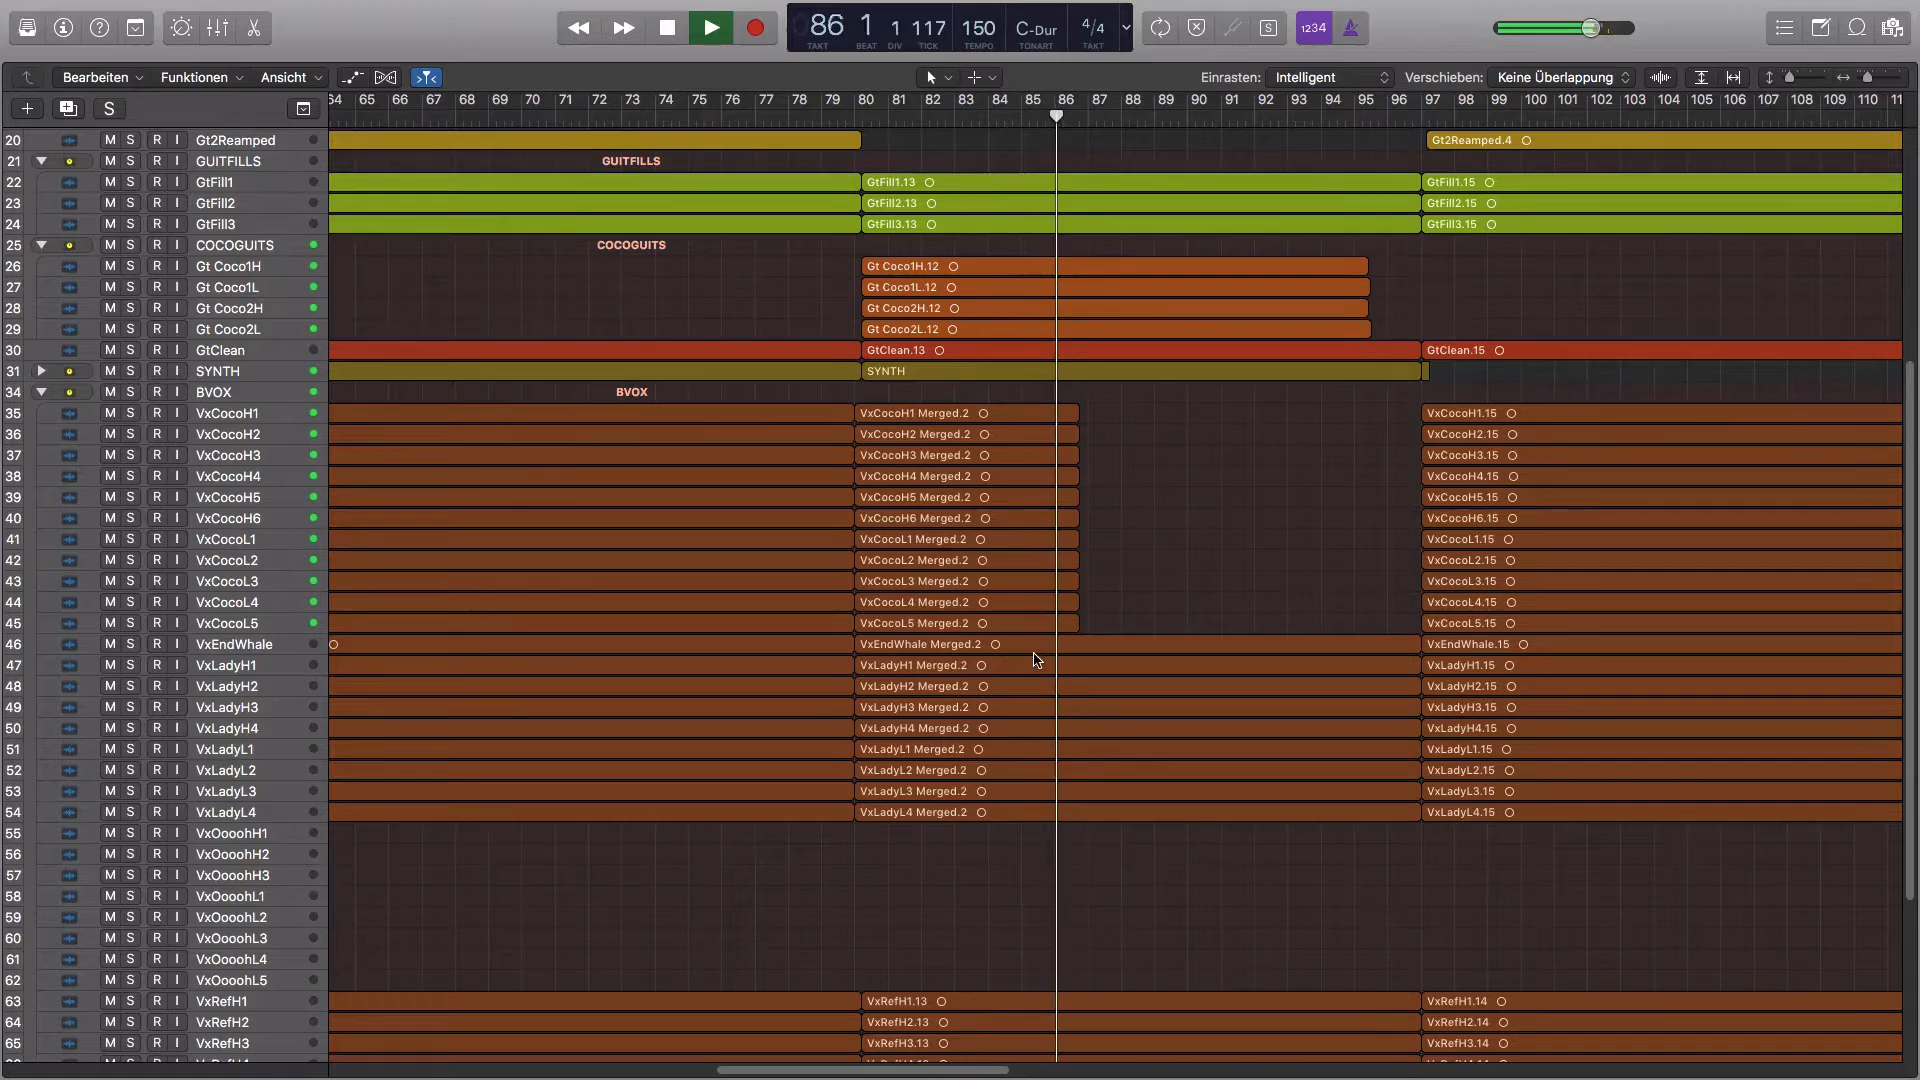 86 1 1 117 150 C-Dur 4/4
TAKT BEAT DIV TICK TEMPO TONART TAKT
1234
Bearbeiten Funktionen Ansicht Einrasten: Intelligent Verschieben: Keine Überlappung
S
64 65 66 67 68 69 70 71 72 73 74 75 76 77 78 79 80 81 82 83 84 85 86 87 88 89 90 91 92 93 94 95 96 97 98 99 100 101 102 103 104 105 106 107 108 109 110 11
20 M S R I Gt2Reamped Gt2Reamped.4
21 GUITFILLS GUITFILLS
22 M S R I GtFill1 GtFill1.13 GtFill1.15
23 M S R I GtFill2 GtFill2.13 GtFill2.15
24 M S R I GtFill3 GtFill3.13 GtFill3.15
25 M S R I COCOGUITS COCOGUITS
26 M S R I Gt Coco1H Gt Coco1H.12
27 M S R I Gt Coco1L Gt Coco1L.12
28 M S R I Gt Coco2H Gt Coco2H.12
29 M S R I Gt Coco2L Gt Coco2L.12
30 M S R I GtClean GtClean.13 GtClean.15
31 M S R I SYNTH SYNTH
34 M S R I BVOX BVOX
35 M S R I VxCocoH1 VxCocoH1 Merged.2 VxCocoH1.15
36 M S R I VxCocoH2 VxCocoH2 Merged.2 VxCocoH2.15
37 M S R I VxCocoH3 VxCocoH3 Merged.2 VxCocoH3.15
38 M S R I VxCocoH4 VxCocoH4 Merged.2 VxCocoH4.15
39 M S R I VxCocoH5 VxCocoH5 Merged.2 VxCocoH5.15
40 M S R I VxCocoH6 VxCocoH6 Merged.2 VxCocoH6.15
41 M S R I VxCocoL1 VxCocoL1 Merged.2 VxCocoL1.15
42 M S R I VxCocoL2 VxCocoL2 Merged.2 VxCocoL2.15
43 M S R I VxCocoL3 VxCocoL3 Merged.2 VxCocoL3.15
44 M S R I VxCocoL4 VxCocoL4 Merged.2 VxCocoL4.15
45 M S R I VxCocoL5 VxCocoL5 Merged.2 VxCocoL5.15
46 M S R I VxEndWhale VxEndWhale Merged.2 VxEndWhale.15
47 M S R I VxLadyH1 VxLadyH1 Merged.2 VxLadyH1.15
48 M S R I VxLadyH2 VxLadyH2 Merged.2 VxLadyH2.15
49 M S R I VxLadyH3 VxLadyH3 Merged.2 VxLadyH3.15
50 M S R I VxLadyH4 VxLadyH4 Merged.2 VxLadyH4.15
51 M S R I VxLadyL1 VxLadyL1 Merged.2 VxLadyL1.15
52 M S R I VxLadyL2 VxLadyL2 Merged.2 VxLadyL2.15
53 M S R I VxLadyL3 VxLadyL3 Merged.2 VxLadyL3.15
54 M S R I VxLadyL4 VxLadyL4 Merged.2 VxLadyL4.15
55 M S R I VxOoohH1
56 M S R I VxOoohH2
57 M S R I VxOoohH3
58 M S R I VxOoohL1
59 M S R I VxOoohL2
60 M S R I VxOoohL3
61 M S R I VxOoohL4
62 M S R I VxOoohL5
63 M S R I VxRefH1 VxRefH1.13 VxRefH1.14
64 M S R I VxRefH2 VxRefH2.13 VxRefH2.14
65 M S R I VxRefH3 VxRefH3.13 VxRefH3.14